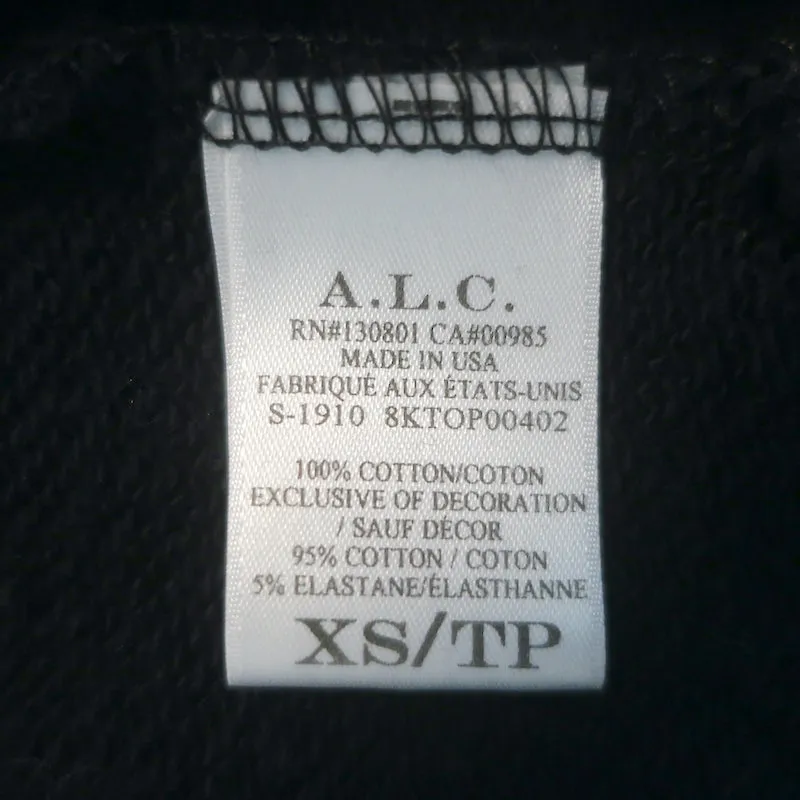 A.L.C.
RN#130801 CA#00985
MADE IN USA
FABRIQUÉ AUX ÉTATS-UNIS
S-1910 8KTOP00402
100% COTTON/COTON
EXCLUSIVE OF DECORATION
/ SAUF DÉCOR
95% COTTON / COTON
5% ELASTANE/ÉLASTHANNE
XS/TP